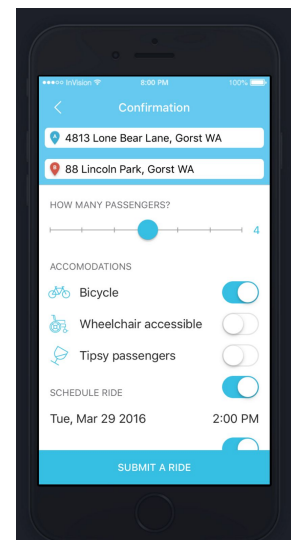 InVision 8:00 PM 100%
Confirmation
A 4813 Lone Bear Lane, Gorst WA
B 88 Lincoln Park, Gorst WA
HOW MANY PASSENGERS?
4
ACCOMODATIONS
Bicycle
Wheelchair accessible
Tipsy passengers
SCHEDULE RIDE
Tue, Mar 29 2016 2:00 PM
SUBMIT A RIDE